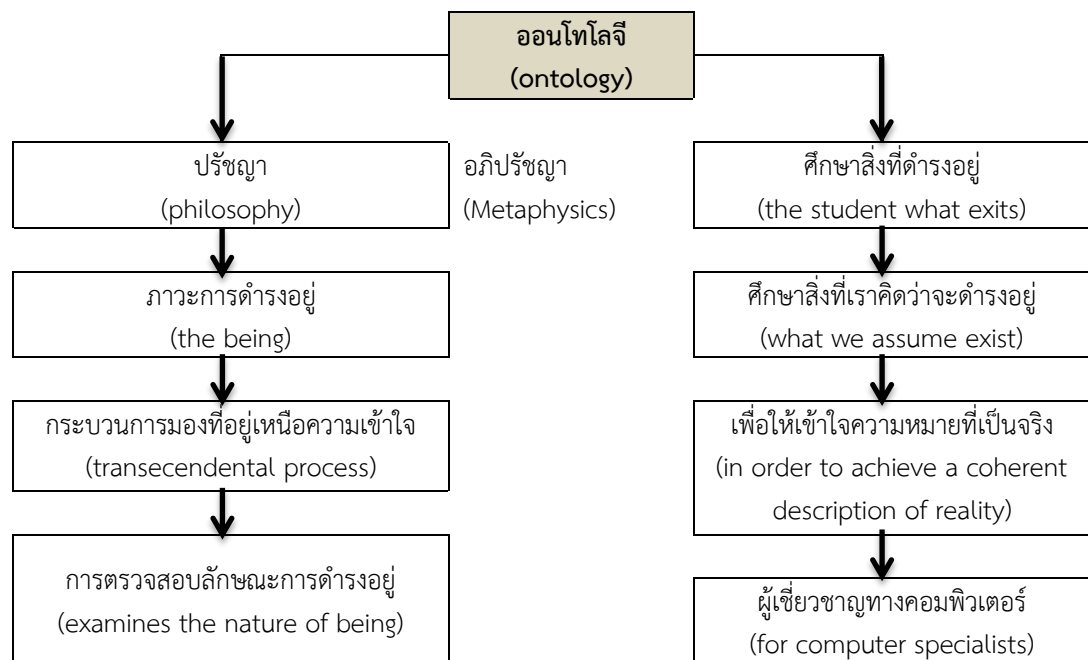 ออนโทโลจี
(ontology)
ปรัชญา
(philosophy)
อภิปรัชญา
(Metaphysics)
ศึกษาสิ่งที่ดำรงอยู่
(the student what exits)
ภาวะการดำรงอยู่
(the being)
ศึกษาสิ่งที่เราคิดว่าจะดำรงอยู่
(what we assume exist)
กระบวนการมองที่อยู่เหนือความเข้าใจ
(transecendental process)
เพื่อให้เข้าใจความหมายที่เป็นจริง
(in order to achieve a coherent
description of reality)
การตรวจสอบลักษณะการดำรงอยู่
(examines the nature of being)
ผู้เชี่ยวชาญทางคอมพิวเตอร์
(for computer specialists)